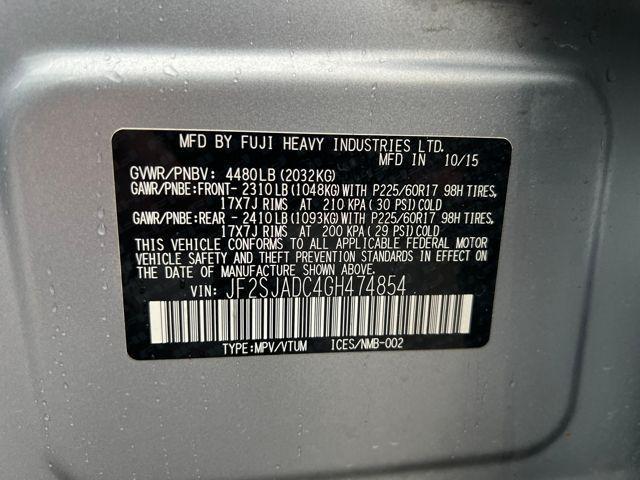 MFD BY FUJI HEAVY INDUSTRIES LTD.
MFD IN 10/15
GVWR/PNBV: 4480LB (2032KG)
GAWR/PNBE:FRONT- 2310LB (1048KG) WITH P225/60R17 98H TIRES,
17X7J RIMS AT 210 KPA ( 30 PSI) COLD
GAWR/PNBE:REAR - 2410LB (1093KG) WITH P225/60R17 98H TIRES,
17X7J RIMS AT 200 KPA ( 29 PSI) COLD
THIS VEHICLE CONFORMS TO ALL APPLICABLE FEDERAL MOTOR
VEHICLE SAFETY AND THEFT PREVENTION STANDARDS IN EFFECT ON
THE DATE OF MANUFACTURE SHOWN ABOVE.
VIN: JF2SJADC4GH474854
TYPE:MPV/VTUM ICES/NMB-002